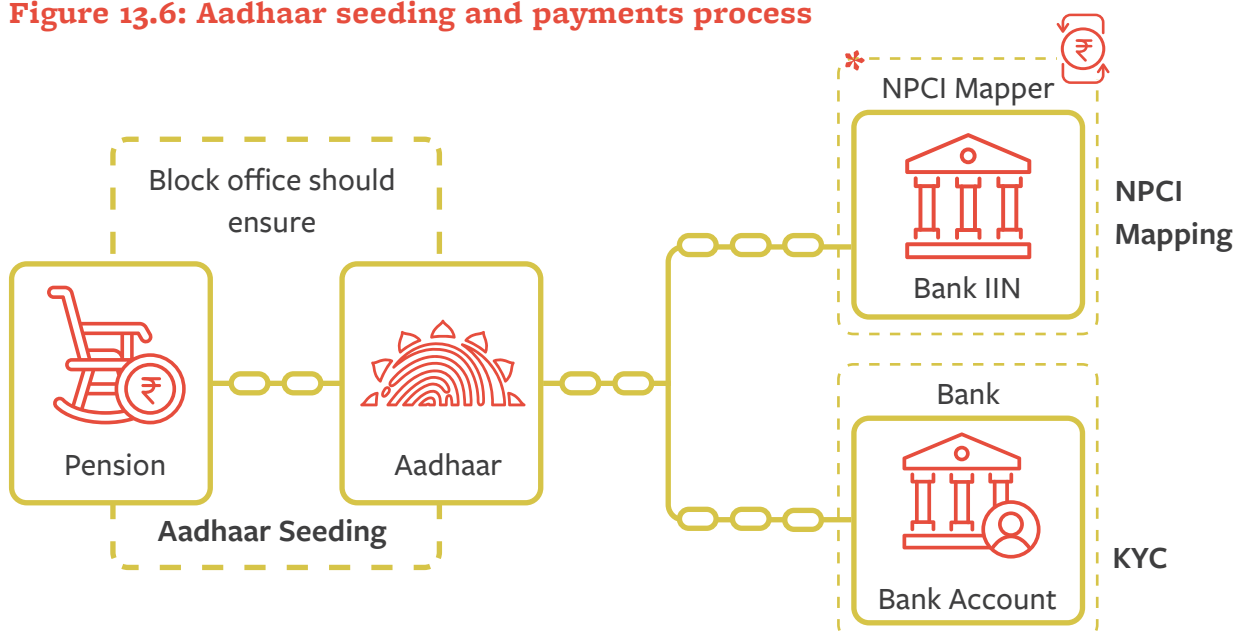 Figure 13.6: Aadhaar seeding and payments process
*
₹
NPCI Mapper
Bank IIN
NPCI
Mapping
Block office should
ensure
₹
Pension
Aadhaar
Aadhaar Seeding
Bank
Bank Account
KYC